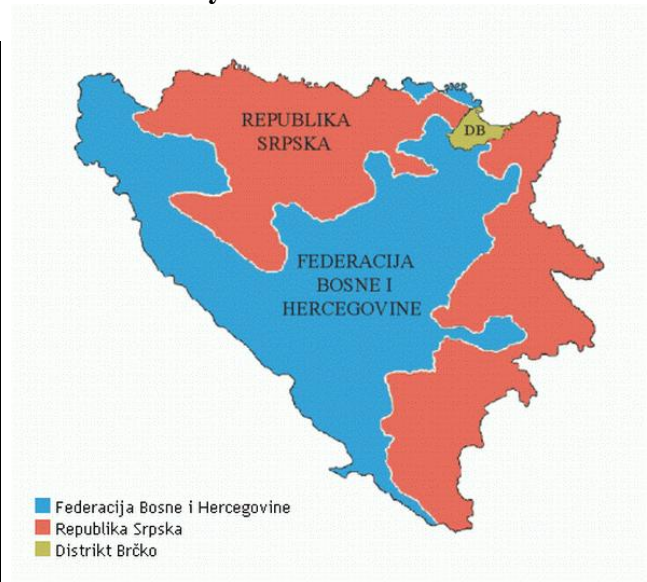 REPUBLIKA
SRPSKA
DB
FEDERACIJA
BOSNE I
HERCEGOVINE
Federacija Bosne i Hercegovine
Republika Srpska
Distrikt Brčko